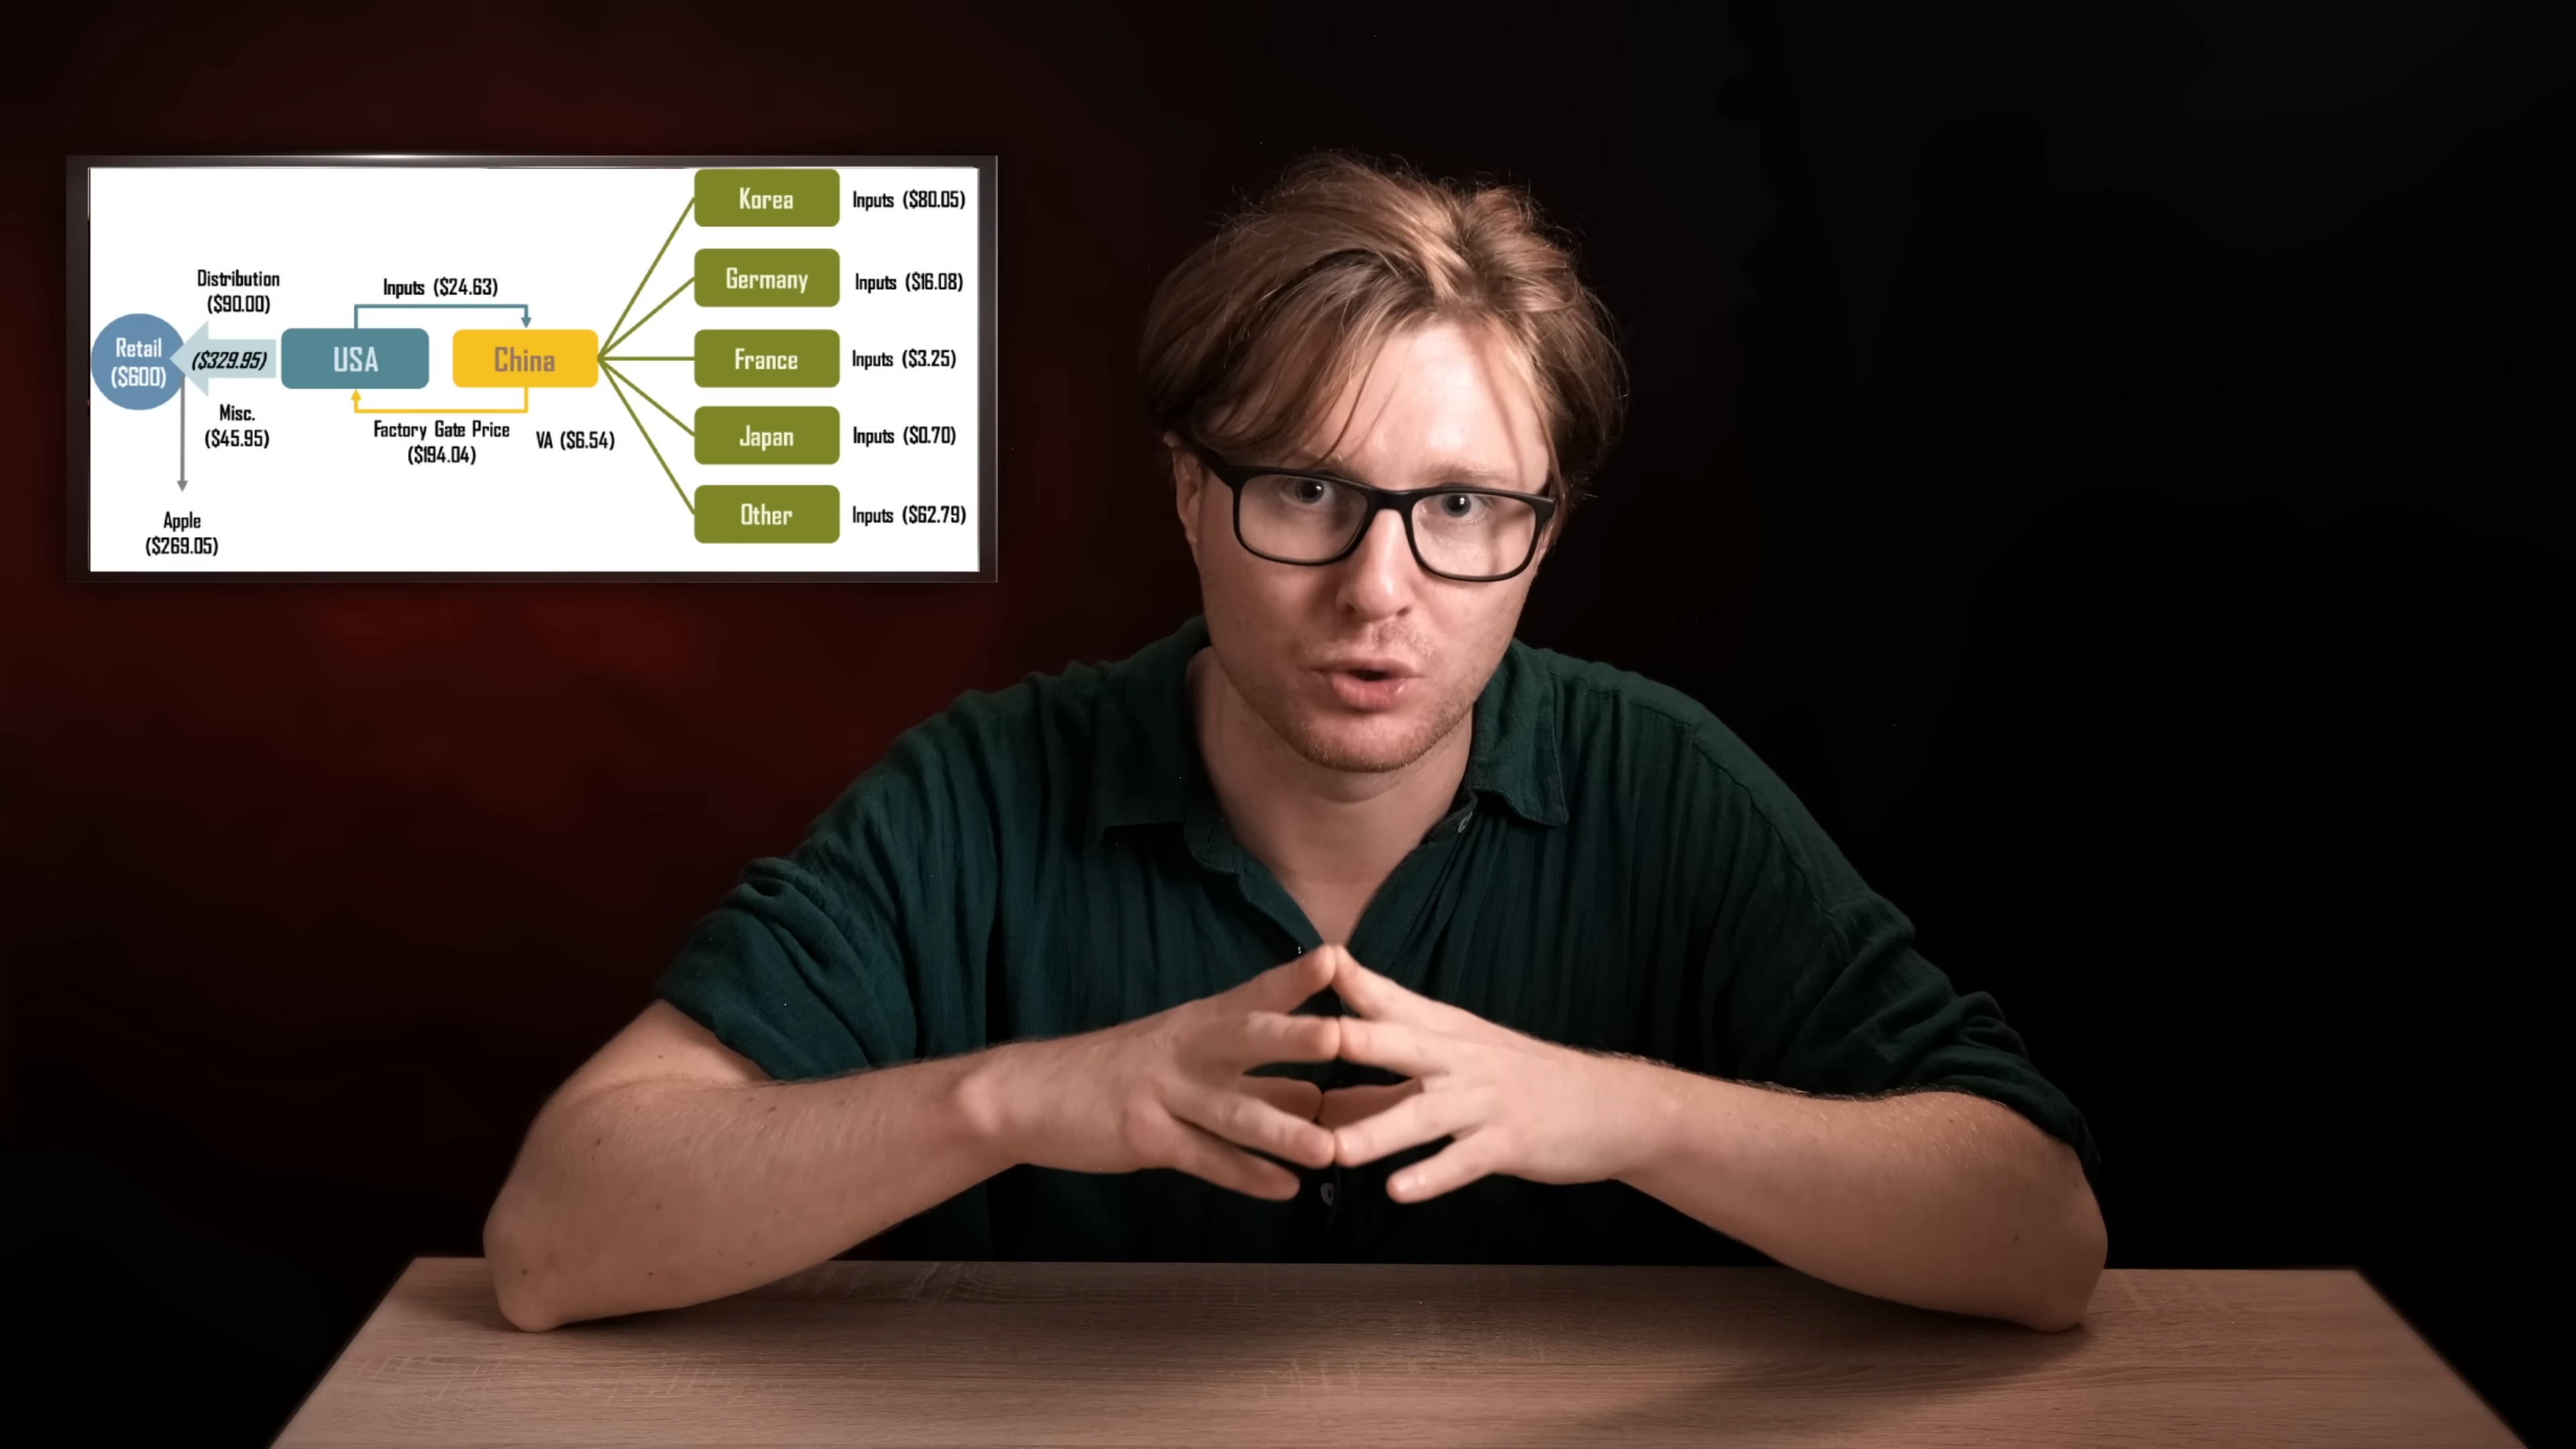 Korea
Inputs ($80.05)
Germany
Inputs ($16.08)
Distribution
($90.00)
Inputs ($24.63)
Retail
($600)
($329.95)
USA
China
France
Inputs ($3.25)
Misc.
($45.95)
Factory Gate Price
($194.04)
VA ($6.54)
Japan
Inputs ($0.70)
Apple
($269.05)
Other
Inputs ($62.79)